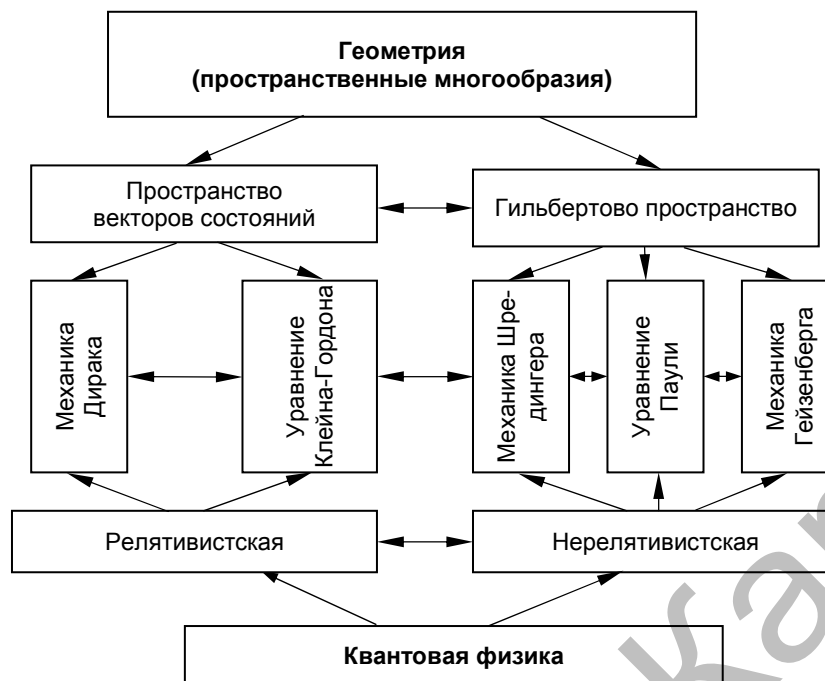 Геометрия
(пространственные многообразия)
Пространство
векторов состояний
Гильбертово пространство
Механика
Дирака
Уравнение
Клейна-Гордона
Механика Шре-
дингера
Уравнение
Паули
Механика
Гейзенберга
Релятивистская
Нерелятивистская
Квантовая физика